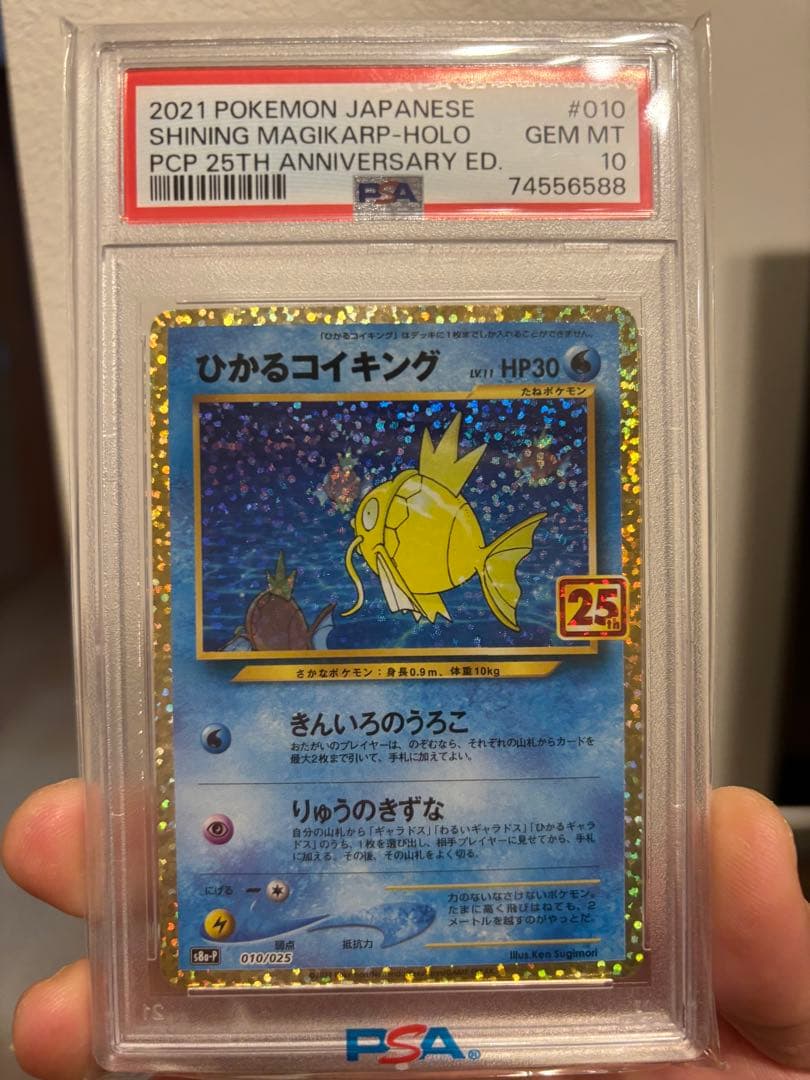 2021 POKEMON JAPANESE #010
SHINING MAGIKARP-HOLO GEM MT
PCP 25TH ANNIVERSARY ED. 10
PSA 74556588
「ひかるコイキング」はデッキに1枚までしか入れることができません。
ひかるコイキング LV.11 HP30
たねポケモン
25th
さかなポケモン：身長0.9m、体重10kg
きんいろのうろこ
おたがいのプレイヤーは、のぞむなら、それぞれの山札からカードを
最大2枚まで引いて、手札に加えてよい。
りゅうのきずな
自分の山札から「ギャラドス」「わるいギャラドス」「ひかるギャラ
ドス」のうち、1枚を選び出し、相手プレイヤーに見せてから、手札
に加える。その後、その山札をよく切る。
にげる
力のないなさけないポケモン。
たまに高く飛びはねても、2
メートルを越すのがやっとだ。
弱点 抵抗力
s8a-P 010/025 Illus.Ken Sugimori
PSA®